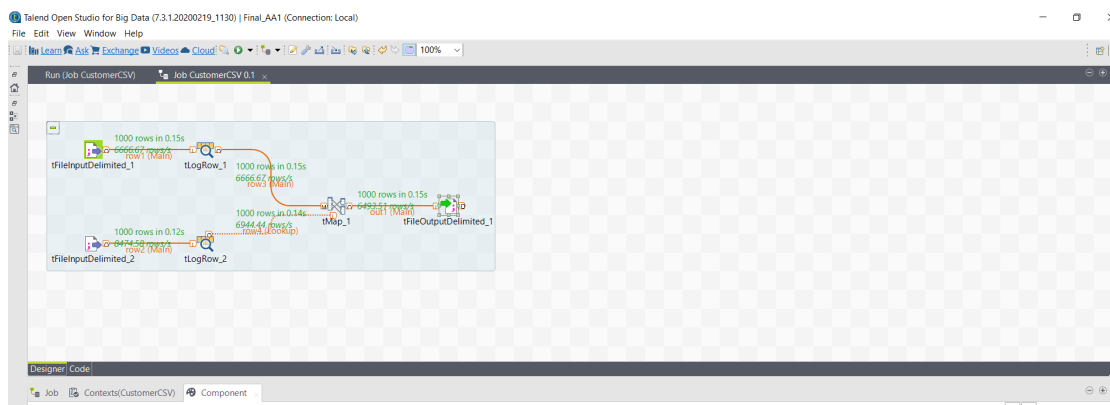 Talend Open Studio for Big Data (7.3.1.20200219_1130) | Final_AA1 (Connection: Local)
File Edit View Window Help
Learn Ask Exchange Videos Cloud 100%
Run (Job CustomerCSV) Job CustomerCSV 0.1
1000 rows in 0.15s
6666.67 rows/s
row1 (Main)
tFileInputDelimited_1 tLogRow_1
1000 rows in 0.15s
6666.67 rows/s
row3 (Main)
1000 rows in 0.15s
6493.51 rows/s
out1 (Main)
tMap_1 tFileOutputDelimited_1
1000 rows in 0.14s
6944.44 rows/s
row4 (Lookup)
1000 rows in 0.12s
8474.58 rows/s
row2 (Main)
tFileInputDelimited_2 tLogRow_2
Designer Code
Job Contexts(CustomerCSV) Component